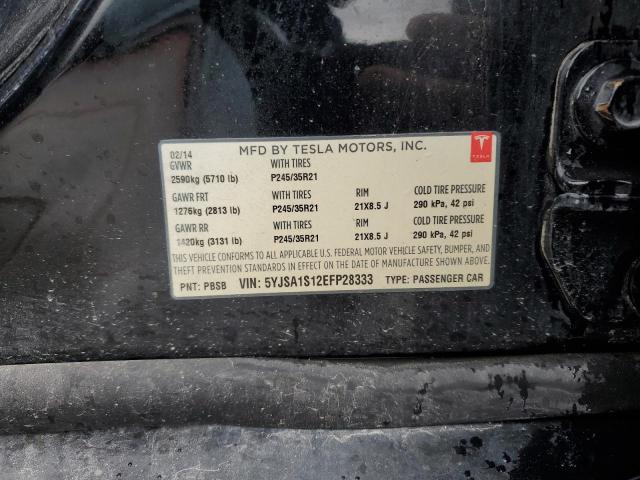 02/14 MFD BY TESLA MOTORS, INC. TESLA
GVWR WITH TIRES
2590kg (5710 lb) P245/35R21
GAWR FRT WITH TIRES RIM COLD TIRE PRESSURE
1276kg (2813 lb) P245/35R21 21X8.5 J 290 kPa, 42 psi
GAWR RR WITH TIRES RIM COLD TIRE PRESSURE
1420kg (3131 lb) P245/35R21 21X8.5 J 290 kPa, 42 psi
THIS VEHICLE CONFORMS TO ALL APPLICABLE U.S. FEDERAL MOTOR VEHICLE SAFETY, BUMPER, AND
THEFT PREVENTION STANDARDS IN EFFECT ON THE DATE OF MANUFACTURE SHOWN ABOVE.
PNT: PBSB VIN: 5YJSA1S12EFP28333 TYPE: PASSENGER CAR